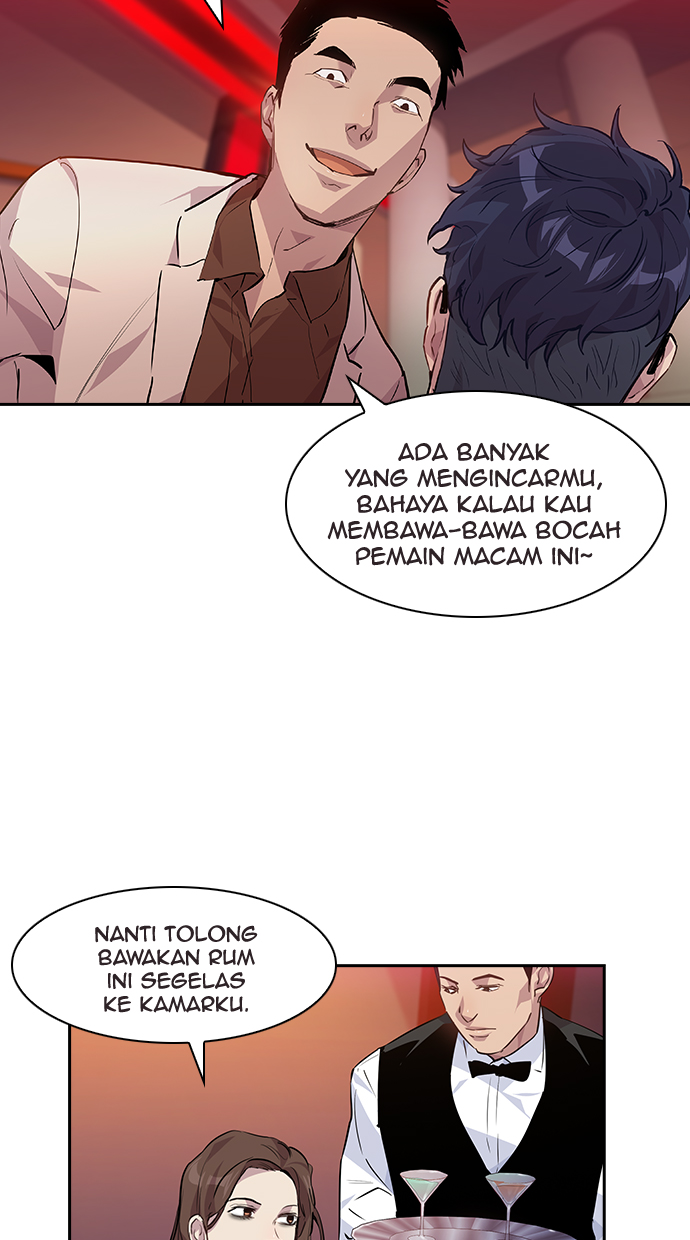 ADA BANYAK
YANG MENGINCARMU,
BAHAYA KALAU KAU
MEMBAWA-BAWA BOCAH
PEMAIN MACAM INI~
NANTI TOLONG
BAWAKAN RUM
INI SEGELAS
KE KAMARKU.